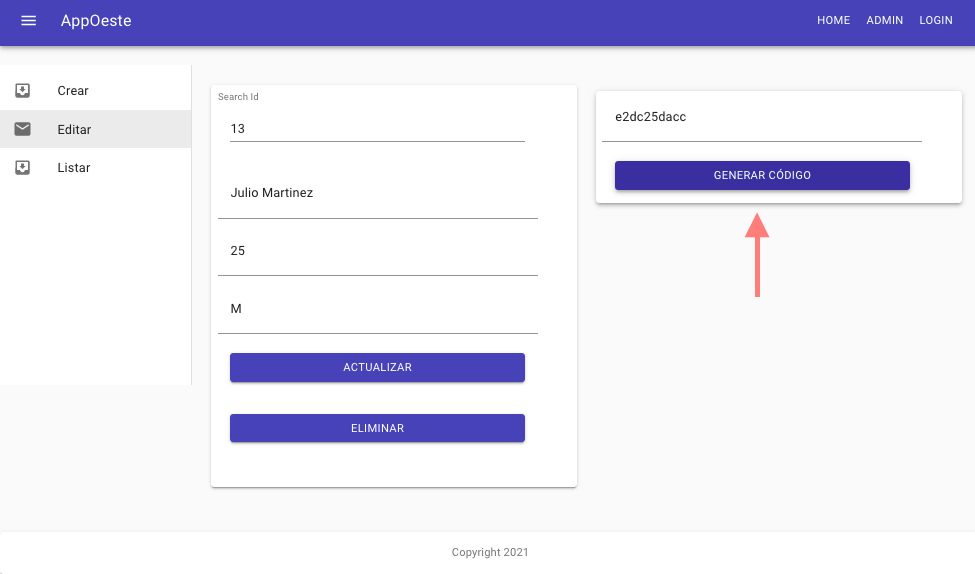 AppOeste
HOME ADMIN LOGIN
Crear
Editar
Listar
Search Id
13
Julio Martinez
25
M
ACTUALIZAR
ELIMINAR
e2dc25dacc
GENERAR CÓDIGO
Copyright 2021